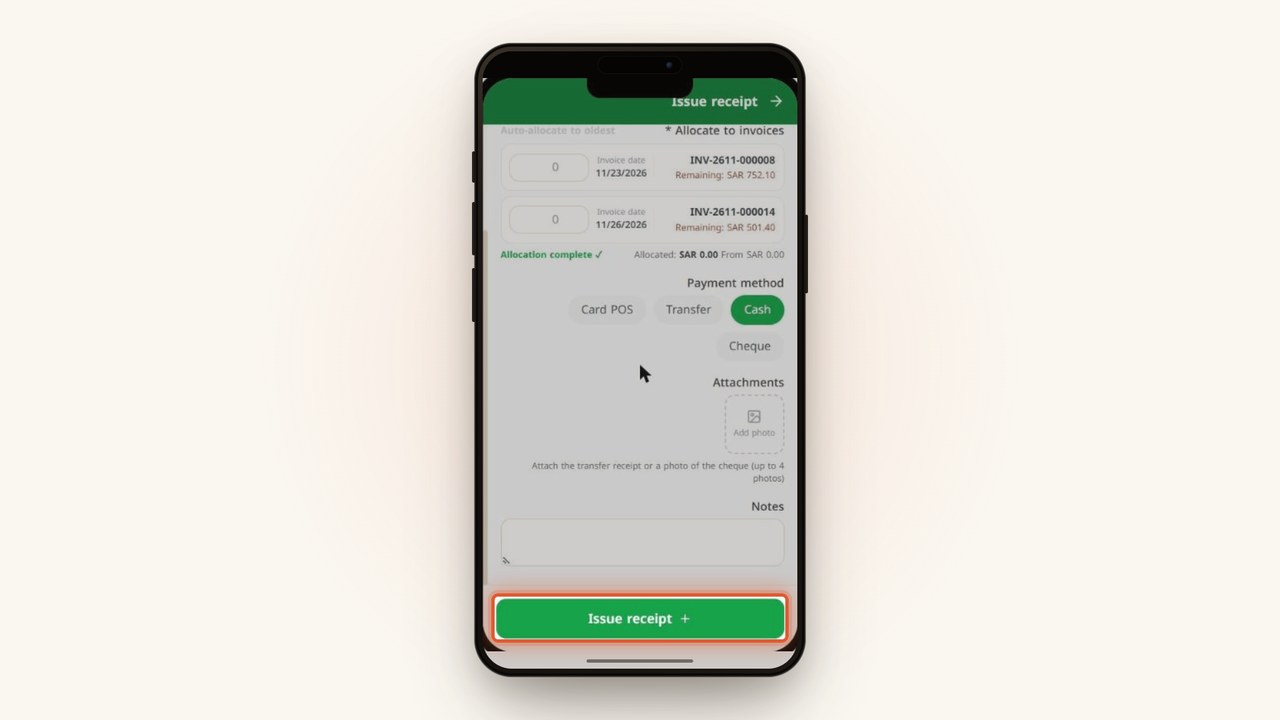 Issue receipt →
* Allocate to invoices
Auto-allocate to oldest
INV-2611-000008
Remaining: SAR 752.10
Invoice date
11/23/2026
0
INV-2611-000014
Remaining: SAR 501.40
Invoice date
11/26/2026
0
Allocated: SAR 0.00 From SAR 0.00
Allocation complete ✓
Payment method
Cash
Transfer
Card POS
Cheque
Attachments
Add photo
Attach the transfer receipt or a photo of the cheque (up to 4
photos)
Notes
Issue receipt +